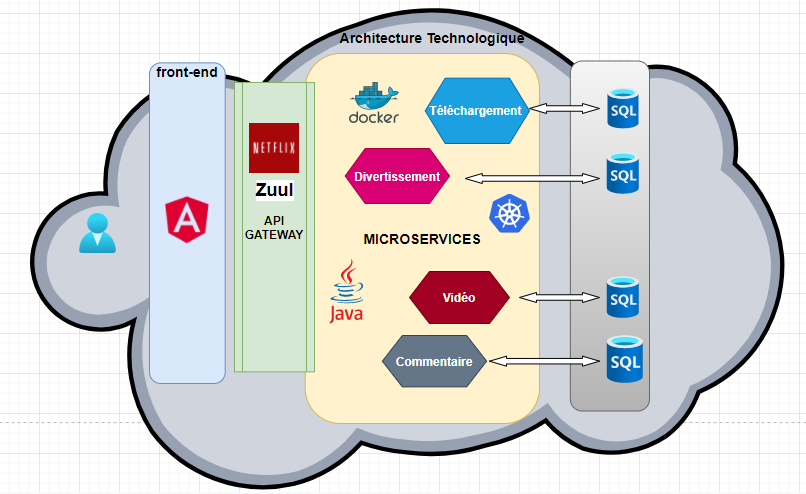 Architecture Technologique
front-end
docker
Téléchargement
SQL
NETFLIX
Divertissement
SQL
Zuul
API
GATEWAY
MICROSERVICES
Java
Vidéo
SQL
Commentaire
SQL